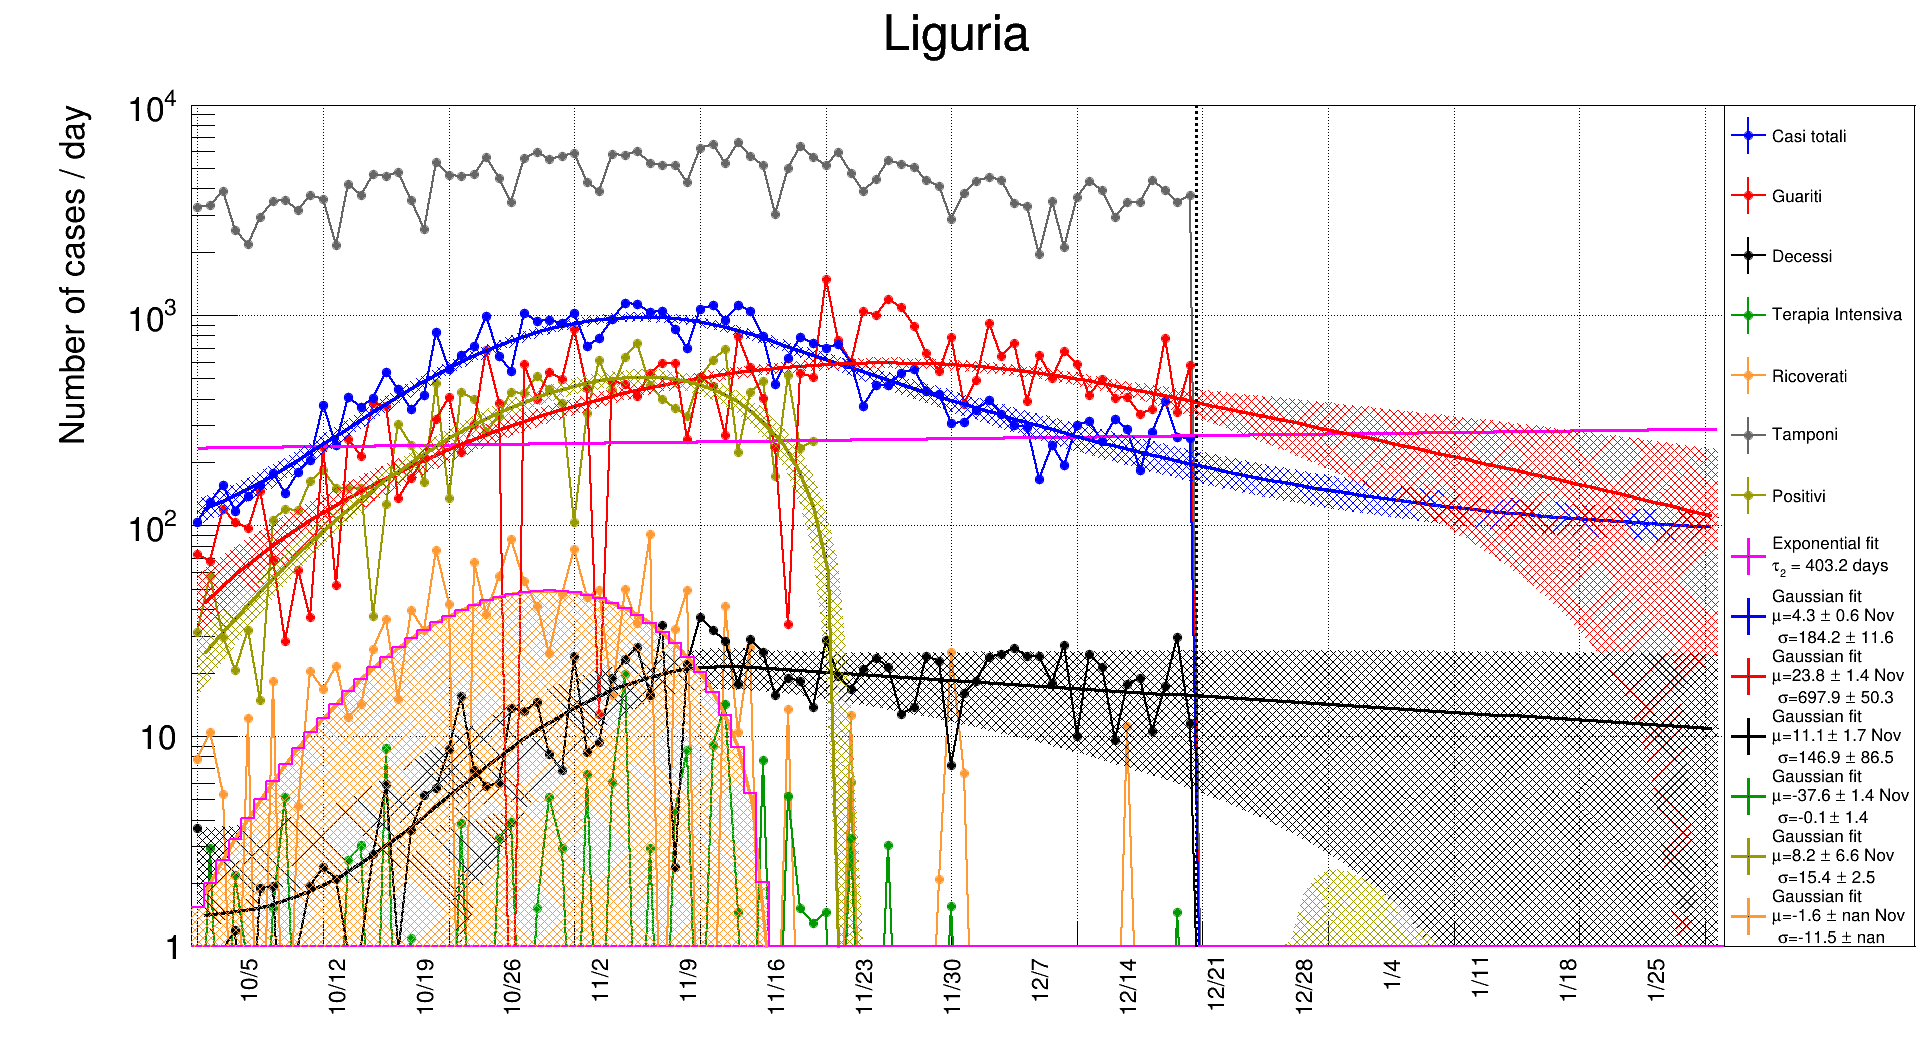 Liguria
Number of cases / day
10^4
10^3
10^2
10
1
10/5
10/12
10/19
10/26
11/2
11/9
11/16
11/23
11/30
12/7
12/14
12/21
12/28
1/4
1/11
1/18
1/25
Casi totali
Guariti
Decessi
Terapia Intensiva
Ricoverati
Tamponi
Positivi
Exponential fit
τ_2 = 403.2 days
Gaussian fit
μ=4.3 ± 0.6 Nov
σ=184.2 ± 11.6
Gaussian fit
μ=23.8 ± 1.4 Nov
σ=697.9 ± 50.3
Gaussian fit
μ=11.1 ± 1.7 Nov
σ=146.9 ± 86.5
Gaussian fit
μ=-37.6 ± 1.4 Nov
σ=-0.1 ± 1.4
Gaussian fit
μ=8.2 ± 6.6 Nov
σ=15.4 ± 2.5
Gaussian fit
μ=-1.6 ± nan Nov
σ=-11.5 ± nan